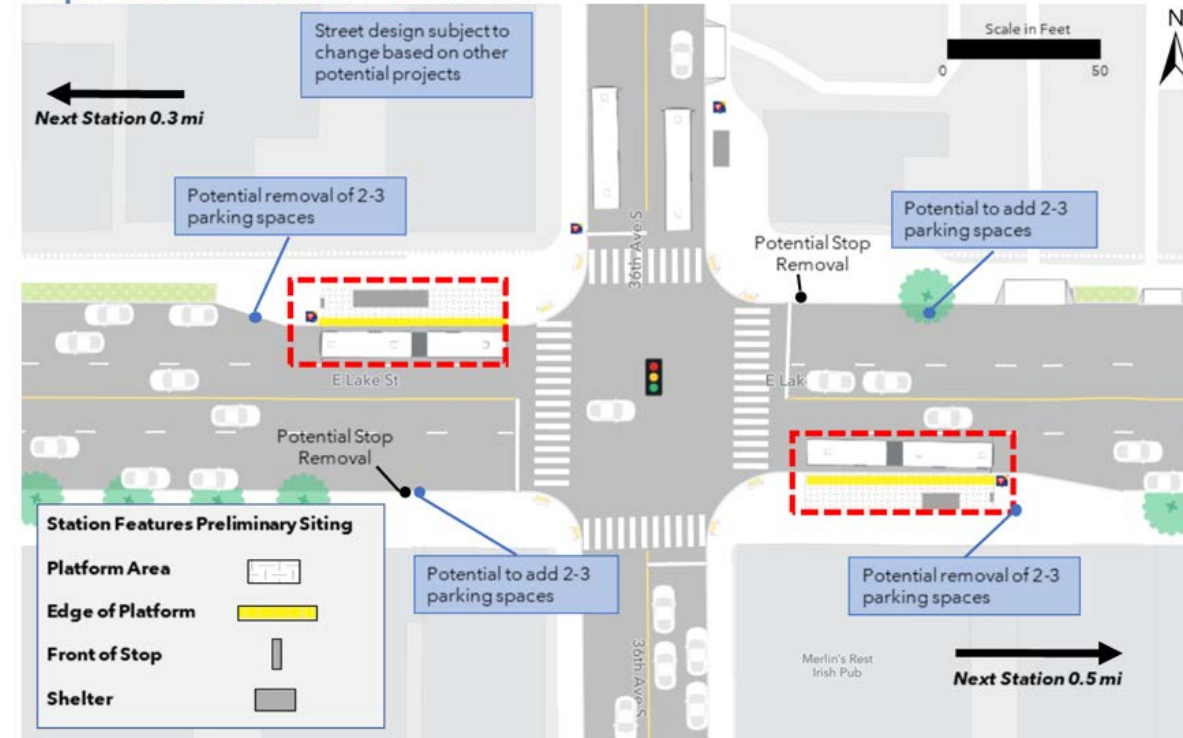 Street design subject to
change based on other
potential projects
Scale in Feet
0
50
N
Next Station 0.3 mi
Potential removal of 2-3
parking spaces
36th Ave S
Potential Stop
Removal
Potential to add 2-3
parking spaces
E Lake St
E Lak
Potential Stop
Removal
Station Features Preliminary Siting
Platform Area
Edge of Platform
Front of Stop
Shelter
Potential to add 2-3
parking spaces
36th Ave S
Potential removal of 2-3
parking spaces
Merlin's Rest
Irish Pub
Next Station 0.5 mi